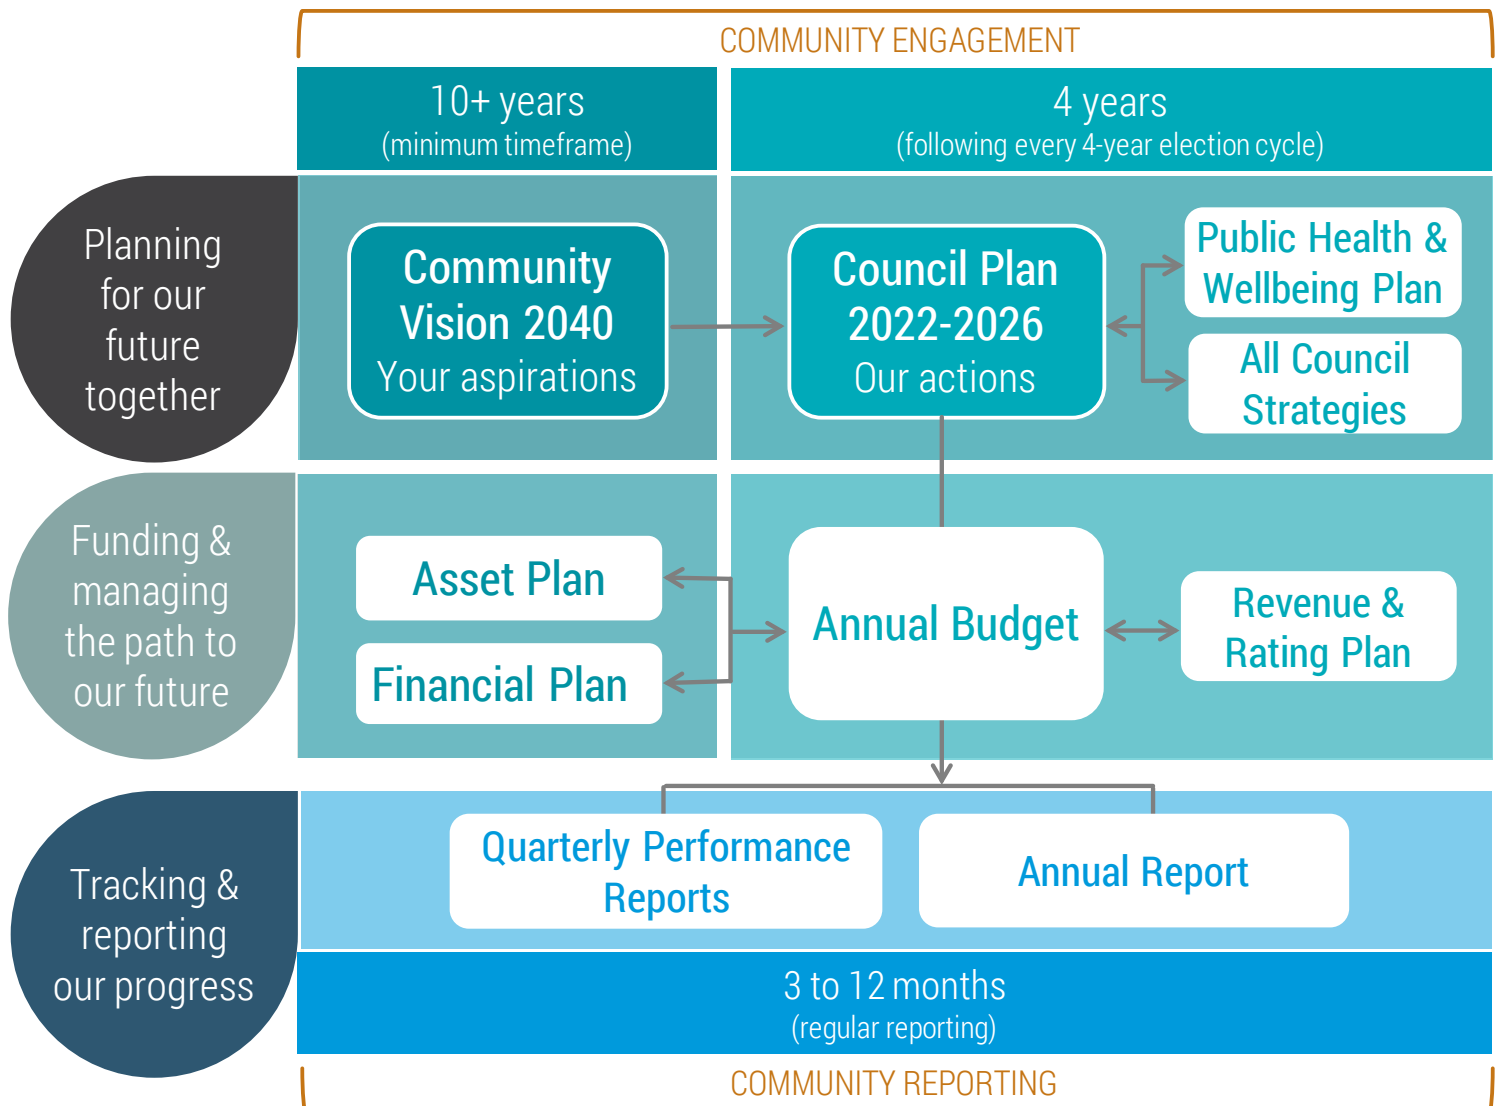 COMMUNITY ENGAGEMENT
10+ years
(minimum timeframe)
4 years
(following every 4-year election cycle)
Planning
for our
future
together
Community
Vision 2040
Your aspirations
Council Plan
2022-2026
Our actions
Public Health &
Wellbeing Plan
All Council
Strategies
Funding &
managing
the path to
our future
Asset Plan
Financial Plan
Annual Budget
Revenue &
Rating Plan
Tracking &
reporting
our progress
Quarterly Performance
Reports
Annual Report
3 to 12 months
(regular reporting)
COMMUNITY REPORTING